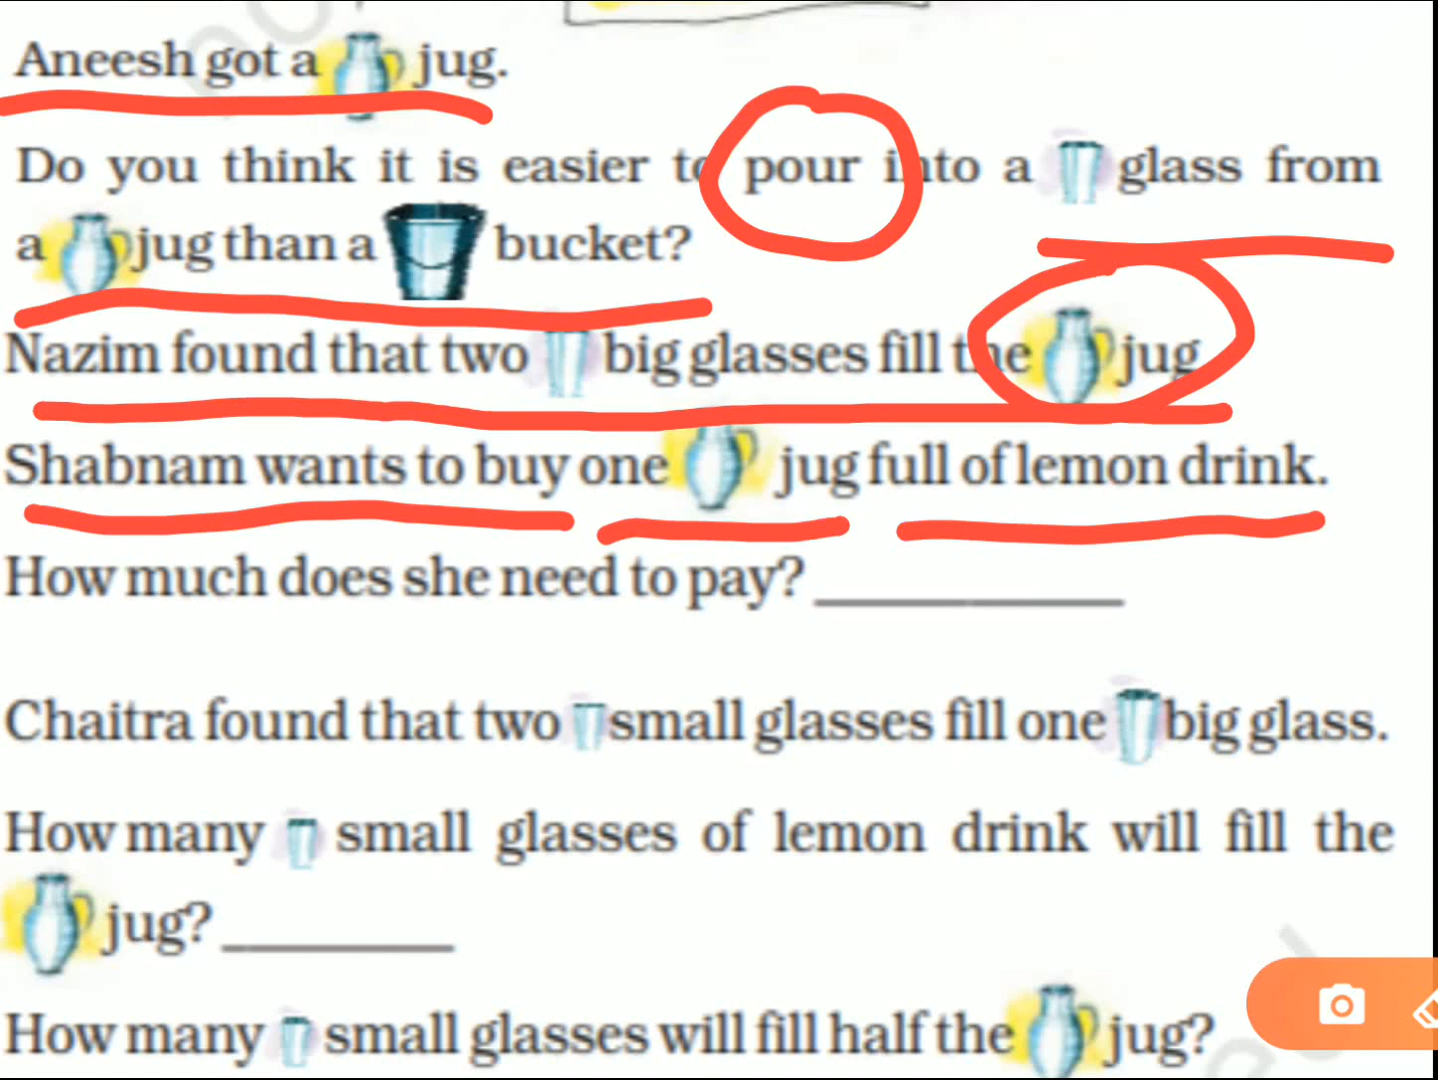 Aneesh got a jug.
Do you think it is easier to pour into a glass from
a jug than a bucket?
Nazim found that two big glasses fill the jug
Shabnam wants to buy one jug full of lemon drink.
How much does she need to pay?
Chaitra found that two small glasses fill one big glass.
How many small glasses of lemon drink will fill the
jug?
How many small glasses will fill half the jug?